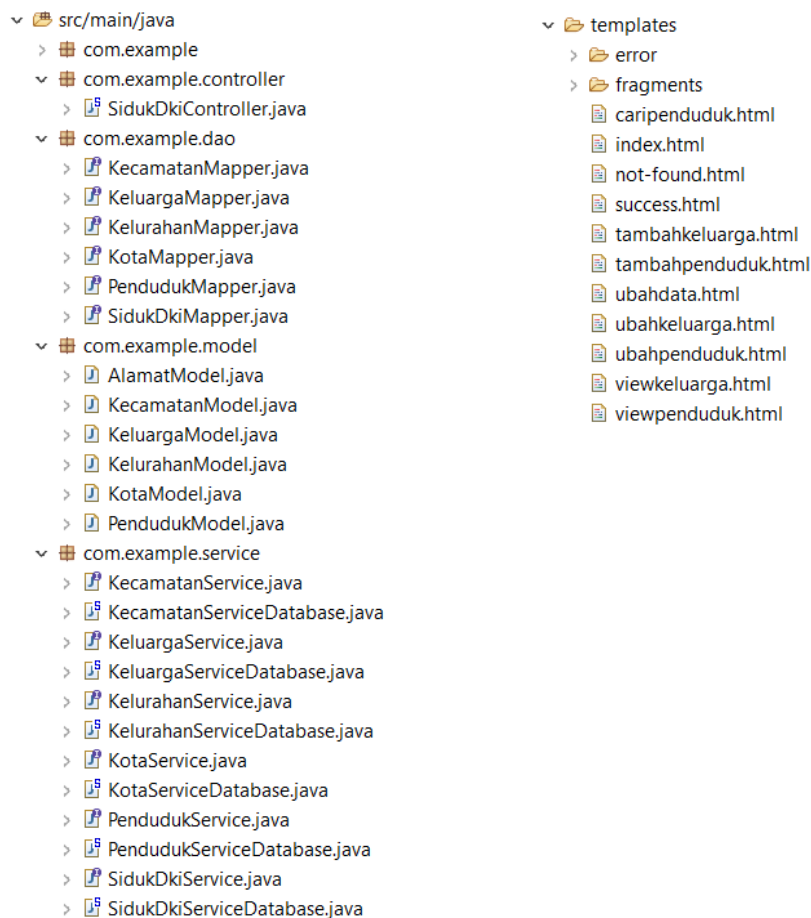 src/main/java
com.example
com.example.controller
SidukDkiController.java
com.example.dao
KecamatanMapper.java
KeluargaMapper.java
KelurahanMapper.java
KotaMapper.java
PendudukMapper.java
SidukDkiMapper.java
com.example.model
AlamatModel.java
KecamatanModel.java
KeluargaModel.java
KelurahanModel.java
KotaModel.java
PendudukModel.java
com.example.service
KecamatanService.java
KecamatanServiceDatabase.java
KeluargaService.java
KeluargaServiceDatabase.java
KelurahanService.java
KelurahanServiceDatabase.java
KotaService.java
KotaServiceDatabase.java
PendudukService.java
PendudukServiceDatabase.java
SidukDkiService.java
SidukDkiServiceDatabase.java
templates
error
fragments
caripenduduk.html
index.html
not-found.html
success.html
tambahkeluarga.html
tambahpenduduk.html
ubahdata.html
ubahkeluarga.html
ubahpenduduk.html
viewkeluarga.html
viewpenduduk.html